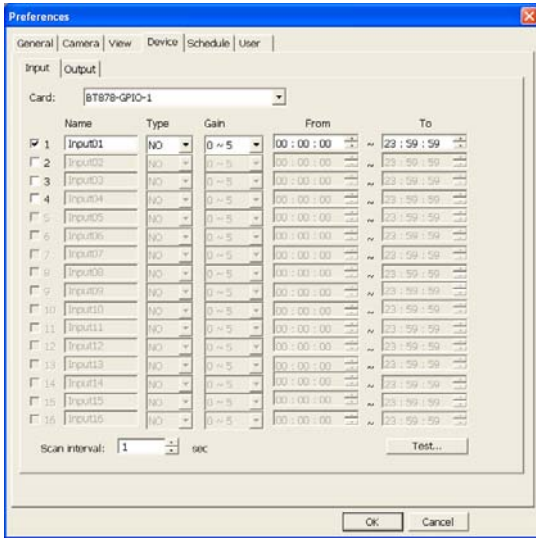 Preferences
General Camera View Device Schedule User
Input Output
Card: BT878-GPIO-1
Name Type Gain From To
1 Input01 NO 0 ~ 5 00 : 00 : 00 ~ 23 : 59 : 59
2 Input02 NO 0 ~ 5 00 : 00 : 00 ~ 23 : 59 : 59
3 Input03 NO 0 ~ 5 00 : 00 : 00 ~ 23 : 59 : 59
4 Input04 NO 0 ~ 5 00 : 00 : 00 ~ 23 : 59 : 59
5 Input05 NO 0 ~ 5 00 : 00 : 00 ~ 23 : 59 : 59
6 Input06 NO 0 ~ 5 00 : 00 : 00 ~ 23 : 59 : 59
7 Input07 NO 0 ~ 5 00 : 00 : 00 ~ 23 : 59 : 59
8 Input08 NO 0 ~ 5 00 : 00 : 00 ~ 23 : 59 : 59
9 Input09 NO 0 ~ 5 00 : 00 : 00 ~ 23 : 59 : 59
10 Input10 NO 0 ~ 5 00 : 00 : 00 ~ 23 : 59 : 59
11 Input11 NO 0 ~ 5 00 : 00 : 00 ~ 23 : 59 : 59
12 Input12 NO 0 ~ 5 00 : 00 : 00 ~ 23 : 59 : 59
13 Input13 NO 0 ~ 5 00 : 00 : 00 ~ 23 : 59 : 59
14 Input14 NO 0 ~ 5 00 : 00 : 00 ~ 23 : 59 : 59
15 Input15 NO 0 ~ 5 00 : 00 : 00 ~ 23 : 59 : 59
16 Input16 NO 0 ~ 5 00 : 00 : 00 ~ 23 : 59 : 59
Scan interval: 1 sec Test...
OK Cancel